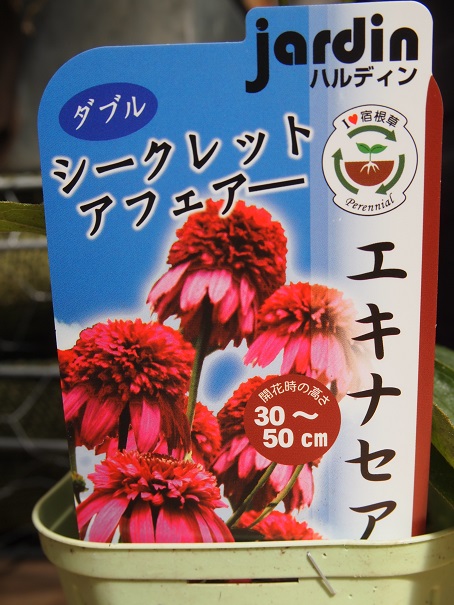 jardin
ハルディン
ダブル
シークレット
アフェアー
I♥宿根草
Perennial
エキナセア
開花時の高さ
30～
50cm